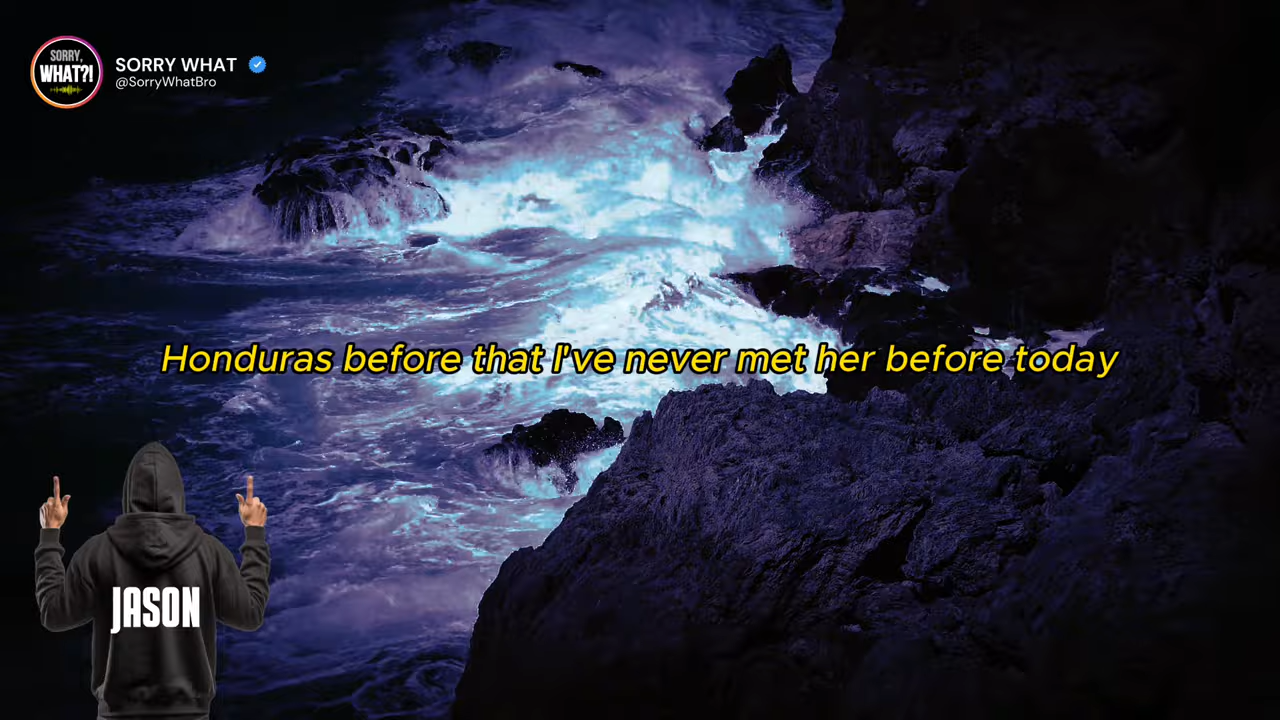 SORRY,
WHAT?!
SORRY WHAT
@SorryWhatBro
Honduras before that I've never met her before today
JASON